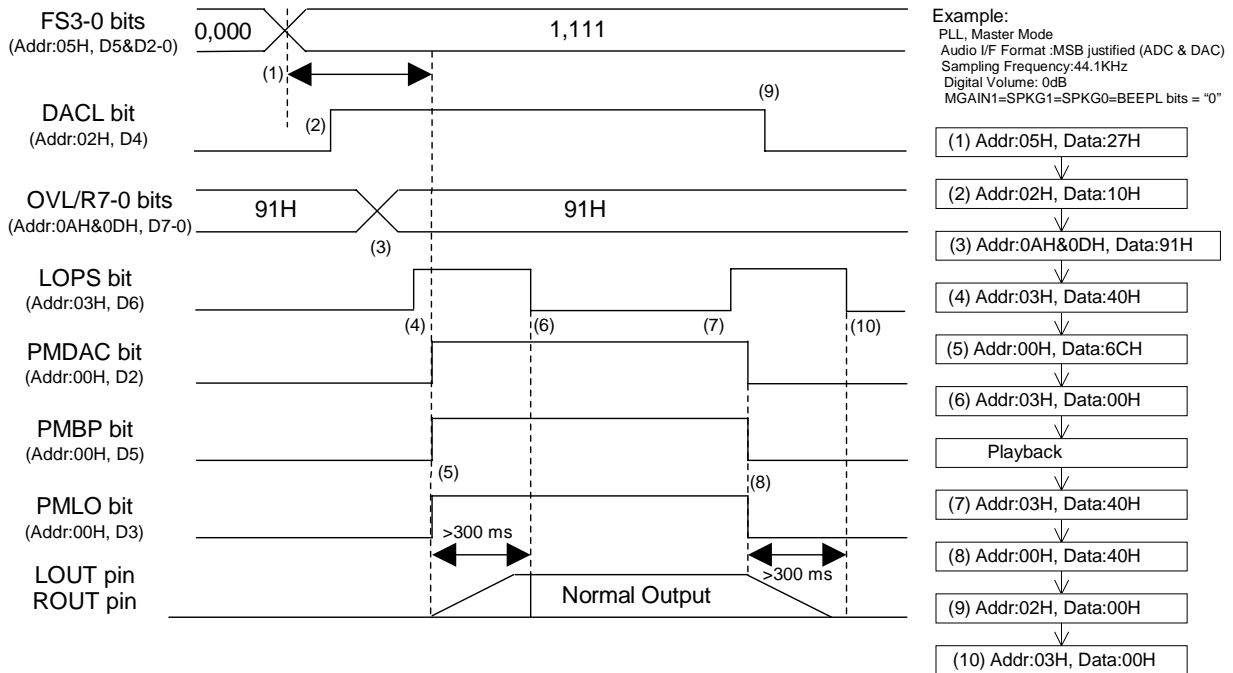 FS3-0 bits
(Addr:05H, D5&D2-0)
0,000
1,111
(1)
DACL bit
(Addr:02H, D4)
(2)
(9)
OVL/R7-0 bits
(Addr:0AH&0DH, D7-0)
91H
91H
(3)
LOPS bit
(Addr:03H, D6)
(4)
(6)
(7)
(10)
PMDAC bit
(Addr:00H, D2)
PMBP bit
(Addr:00H, D5)
(5)
(8)
PMLO bit
(Addr:00H, D3)
>300 ms
>300 ms
LOUT pin
ROUT pin
Normal Output
Example:
PLL, Master Mode
Audio I/F Format :MSB justified (ADC & DAC)
Sampling Frequency:44.1KHz
Digital Volume: 0dB
MGAIN1=SPKG1=SPKG0=BEEPL bits = “0”
(1) Addr:05H, Data:27H
(2) Addr:02H, Data:10H
(3) Addr:0AH&0DH, Data:91H
(4) Addr:03H, Data:40H
(5) Addr:00H, Data:6CH
(6) Addr:03H, Data:00H
Playback
(7) Addr:03H, Data:40H
(8) Addr:00H, Data:40H
(9) Addr:02H, Data:00H
(10) Addr:03H, Data:00H